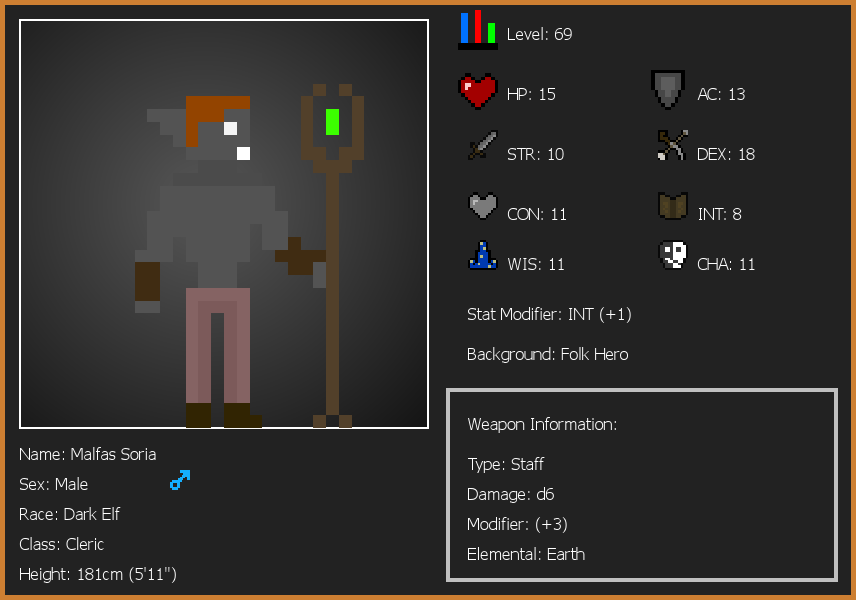 Level: 69
HP: 15
AC: 13
STR: 10
DEX: 18
CON: 11
INT: 8
WIS: 11
CHA: 11
Stat Modifier: INT (+1)
Background: Folk Hero
Weapon Information:
Type: Staff
Damage: d6
Modifier: (+3)
Elemental: Earth
Name: Malfas Soria
Sex: Male
Race: Dark Elf
Class: Cleric
Height: 181cm (5'11")